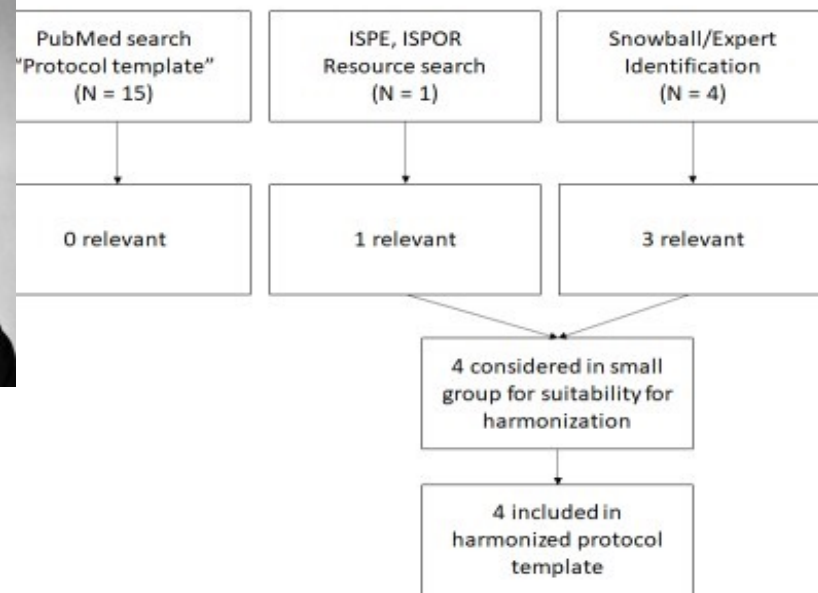 PubMed search
"Protocol template"
(N = 15)
ISPE, ISPOR
Resource search
(N = 1)
Snowball/Expert
Identification
(N = 4)
0 relevant
1 relevant
3 relevant
4 considered in small
group for suitability for
harmonization
4 included in
harmonized protocol
template